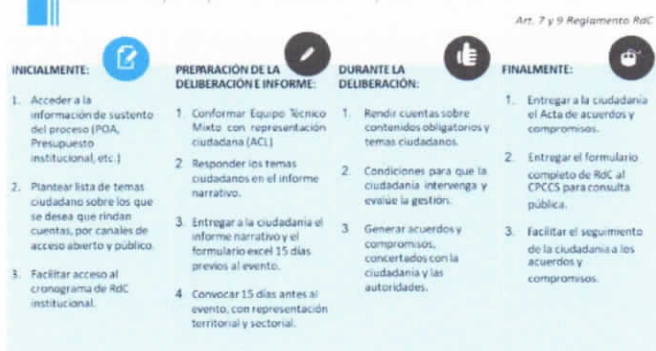 Art. 7 y 9 Reglamento RdC
INICIALMENTE:
1. Acceder a la
información de sustento
del proceso (POA,
Presupuesto
institucional, etc.)
2. Plantear lista de temas
ciudadano sobre los que
se desea que rindan
cuentas, por canales de
acceso abierto y público.
3. Facilitar acceso al
cronograma de RdC
institucional.
PREPARACIÓN DE LA
DELIBERACIÓN E INFORME:
1 Conformar Equipo Técnico
Mixto con representación
ciudadana (ACL)
2 Responder los temas
ciudadanos en el informe
narrativo.
3. Entregar a la ciudadanía el
informe narrativo y el
formulario excel 15 días
previos al evento.
4 Convocar 15 días antes al
evento, con representación
territorial y sectorial.
DURANTE LA
DELIBERACIÓN:
1. Rendir cuentas sobre
contenidos obligatorios y
temas ciudadanos.
2. Condiciones para que la
ciudadanía intervenga y
evalúe la gestión.
3 Generar acuerdos y
compromisos,
concertados con la
ciudadanía y las
autoridades.
FINALMENTE:
1. Entregar a la ciudadanía
el Acta de acuerdos y
compromisos.
2. Entregar el formulario
completo de RdC al
CPCCS para consulta
pública.
3. Facilitar el seguimiento
de la ciudadanía a los
acuerdos y
compromisos.